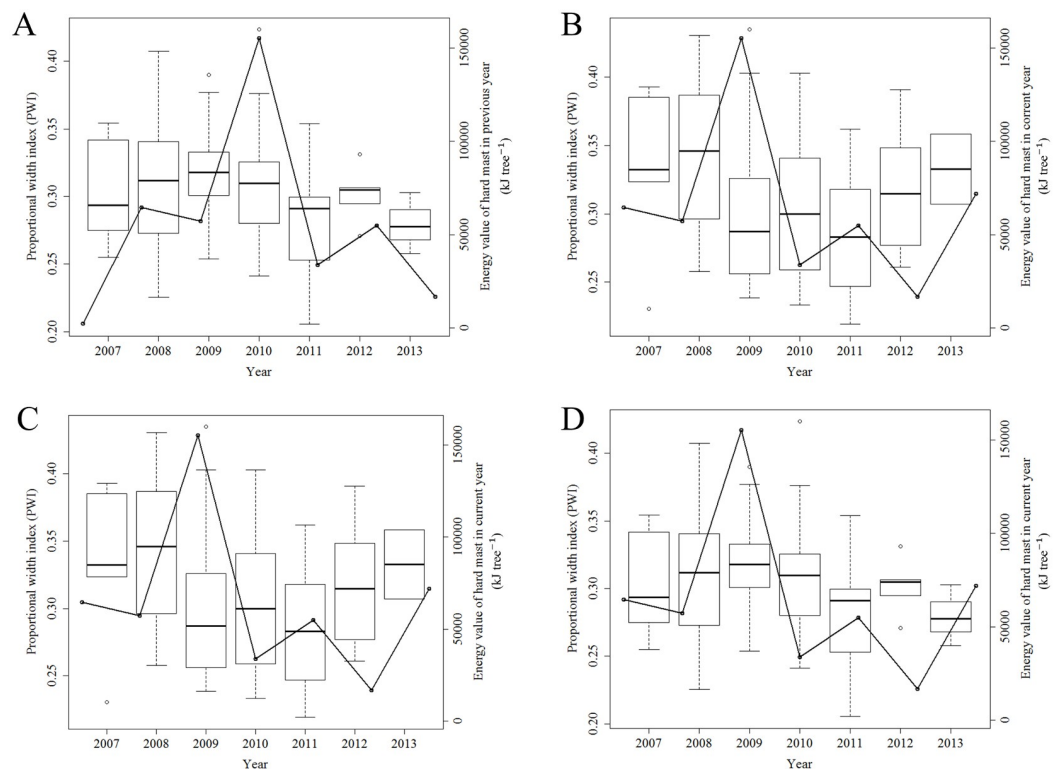 A
Proportional width index (PWI)
0.20
0.25
0.30
0.35
0.40
2007 2008 2009 2010 2011 2012 2013
Year
0
50000
100000
150000
Energy value of hard mast in previous year
(kJ tree−1)
B
Proportional width index (PWI)
0.25
0.30
0.35
0.40
2007 2008 2009 2010 2011 2012 2013
Year
0
50000
100000
150000
Energy value of hard mast in corrent year
(kJ tree−1)
C
Proportional width index (PWI)
0.25
0.30
0.35
0.40
2007 2008 2009 2010 2011 2012 2013
Year
0
50000
100000
150000
Energy value of hard mast in current year
(kJ tree−1)
D
Proportional width index (PWI)
0.20
0.25
0.30
0.35
0.40
2007 2008 2009 2010 2011 2012 2013
Year
0
50000
100000
150000
Energy value of hard mast in current year
(kJ tree−1)